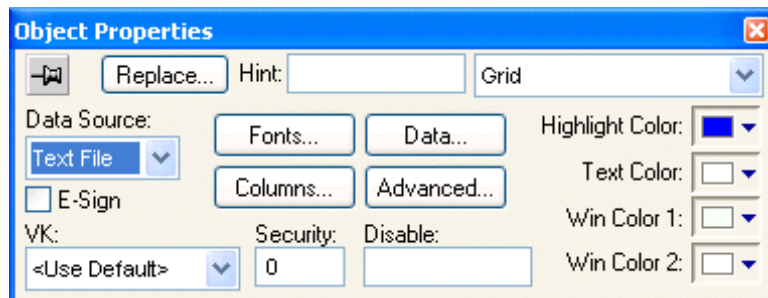 Object Properties
Replace... Hint: Grid
Data Source: Fonts... Data... Highlight Color:
Text File Text Color:
Columns... Advanced...
E-Sign Win Color 1:
VK: Security: Disable:
<Use Default> 0 Win Color 2: